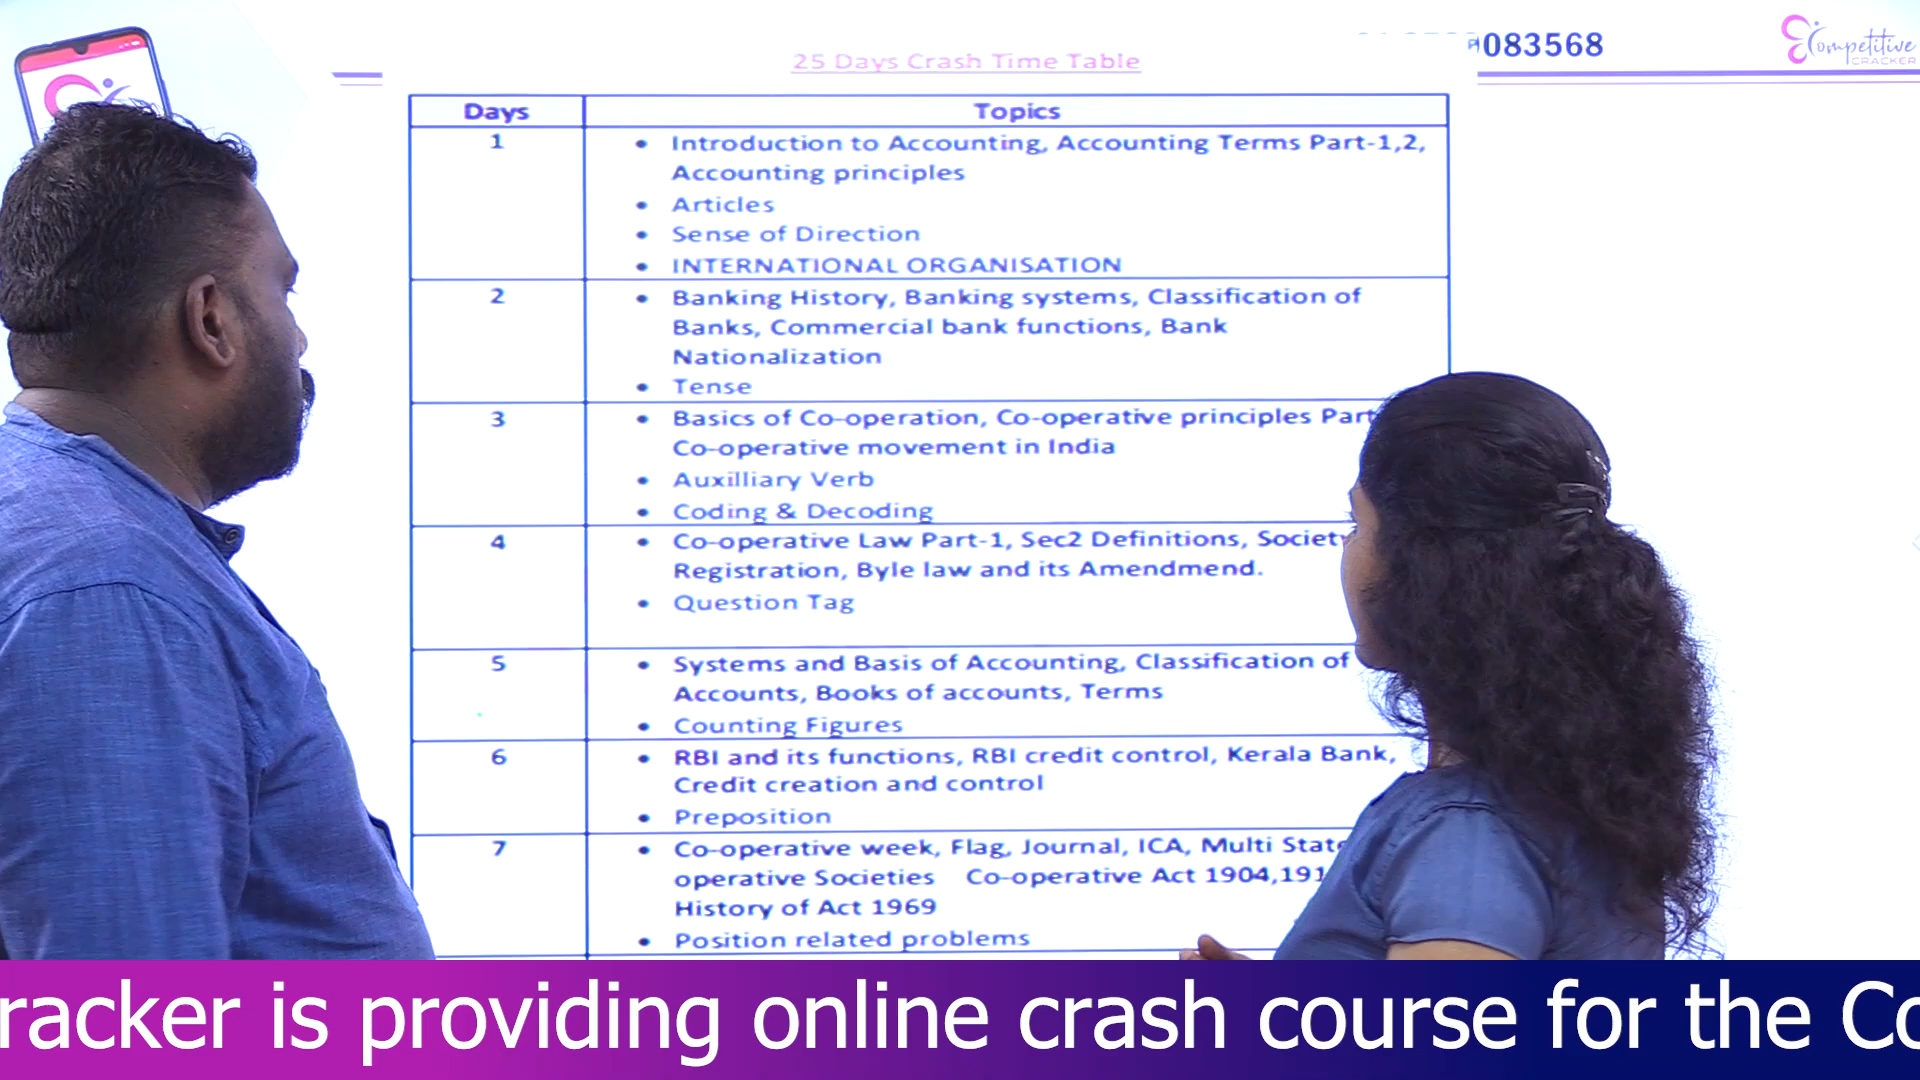 25 Days Crash Time Table
083568
Competitive
CRACKER
Days
Topics
1
• Introduction to Accounting, Accounting Terms Part-1,2,
Accounting principles
• Articles
• Sense of Direction
• INTERNATIONAL ORGANISATION
2
• Banking History, Banking systems, Classification of
Banks, Commercial bank functions, Bank
Nationalization
• Tense
3
• Basics of Co-operation, Co-operative principles Part
Co-operative movement in India
• Auxilliary Verb
• Coding & Decoding
4
• Co-operative Law Part-1, Sec2 Definitions, Society
Registration, Byle law and its Amendmend.
• Question Tag
5
• Systems and Basis of Accounting, Classification of
Accounts, Books of accounts, Terms
• Counting Figures
6
• RBI and its functions, RBI credit control, Kerala Bank,
Credit creation and control
• Preposition
7
• Co-operative week, Flag, Journal, ICA, Multi State
operative Societies Co-operative Act 1904,191
History of Act 1969
• Position related problems
racker is providing online crash course for the Co